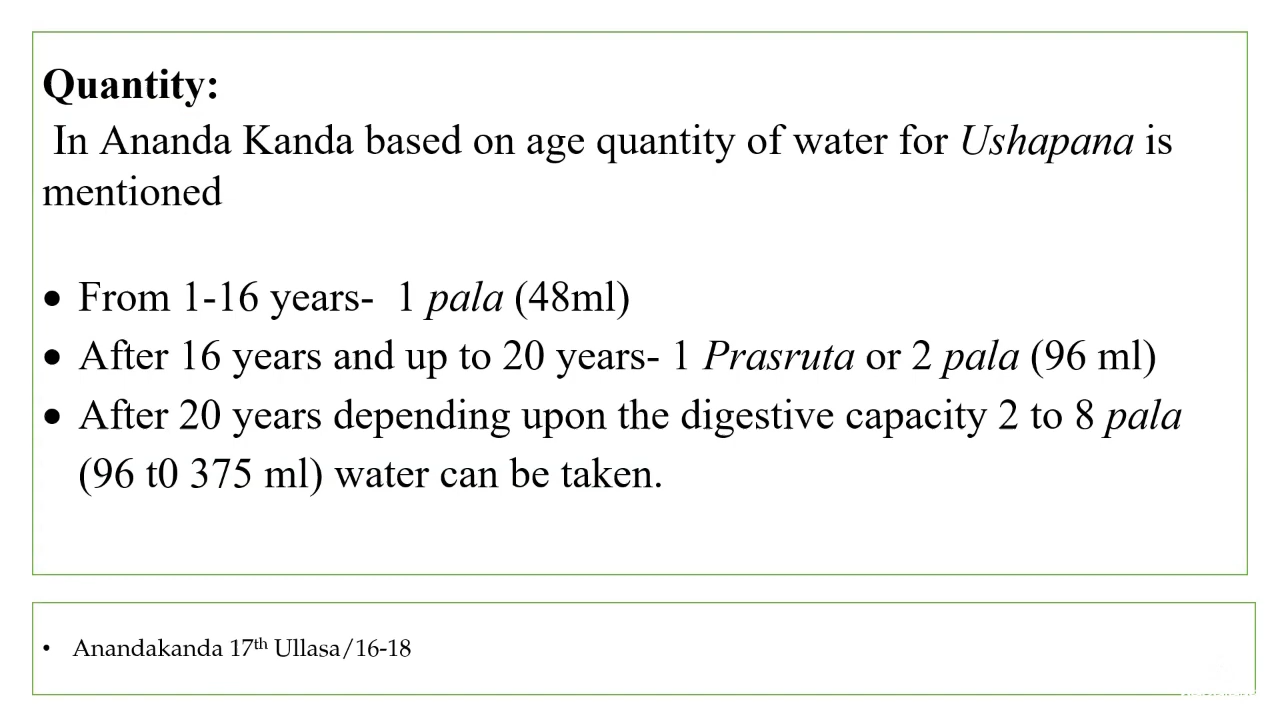 Quantity:
In Ananda Kanda based on age quantity of water for Ushapana is
mentioned
• From 1-16 years- 1 pala (48ml)
• After 16 years and up to 20 years- 1 Prasruta or 2 pala (96 ml)
• After 20 years depending upon the digestive capacity 2 to 8 pala
(96 t0 375 ml) water can be taken.
• Anandakanda 17th Ullasa/16-18